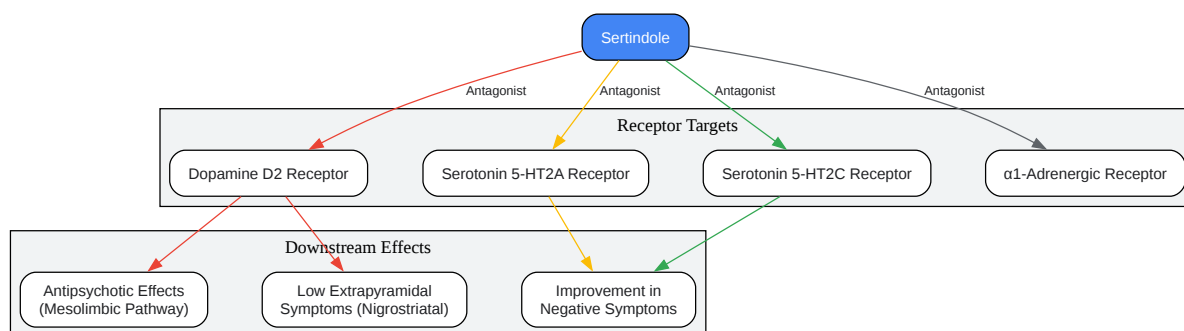 Sertindole
Antagonist
Antagonist
Antagonist
Antagonist
Receptor Targets
Dopamine D2 Receptor
Serotonin 5-HT2A Receptor
Serotonin 5-HT2C Receptor
α1-Adrenergic Receptor
Downstream Effects
Antipsychotic Effects
(Mesolimbic Pathway)
Low Extrapyramidal
Symptoms (Nigrostriatal)
Improvement in
Negative Symptoms